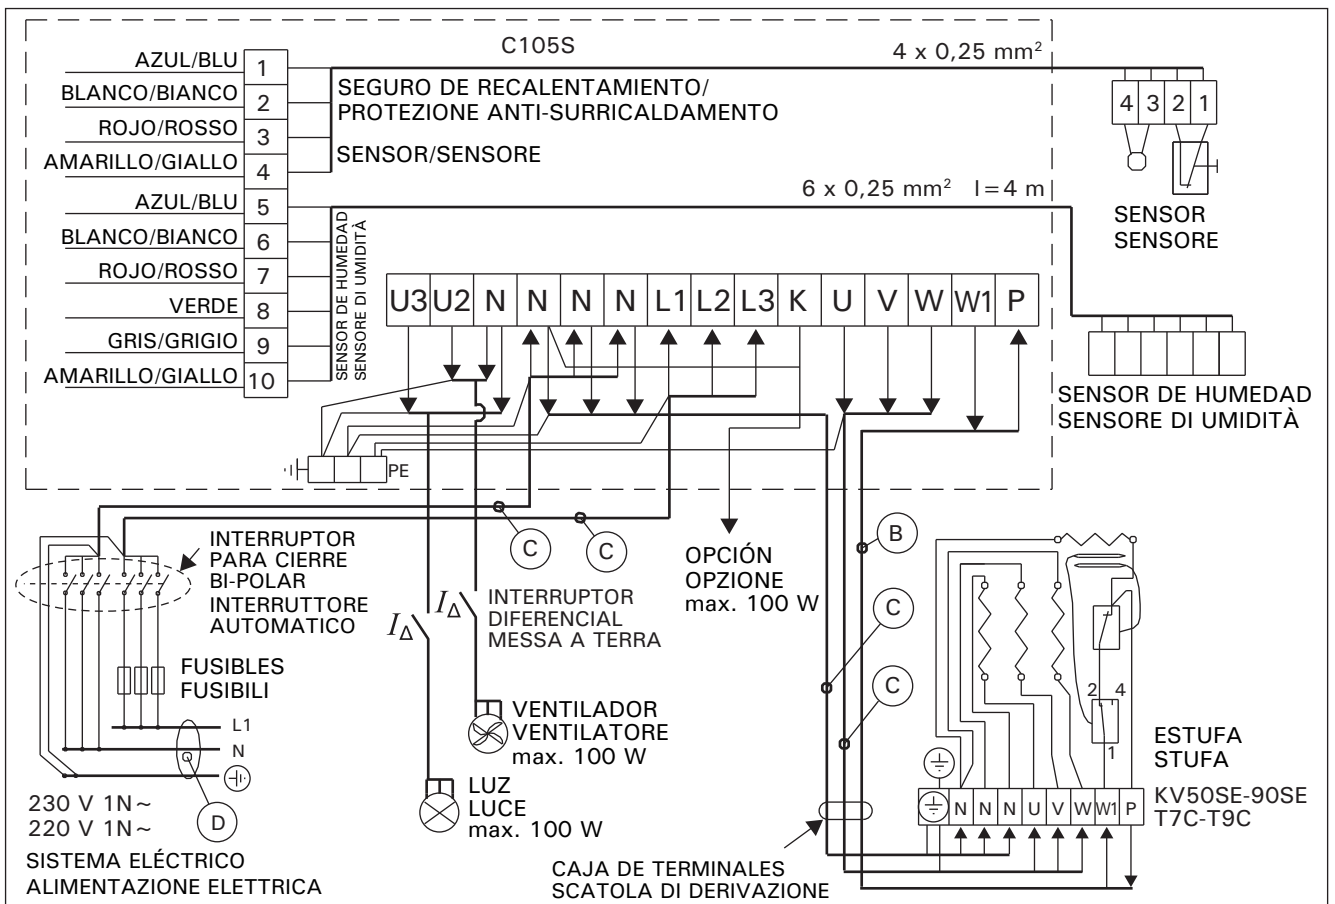 C105S
4 x 0,25 mm²
AZUL/BLU 1
BLANCO/BIANCO 2
ROJO/ROSSO 3
AMARILLO/GIALLO 4
AZUL/BLU 5
BLANCO/BIANCO 6
ROJO/ROSSO 7
VERDE 8
GRIS/GRIGIO 9
AMARILLO/GIALLO 10
SEGURO DE RECALENTAMIENTO/
PROTEZIONE ANTI-SURRICALDAMENTO
SENSOR/SENSORE
4 3 2 1
SENSOR
SENSORE
6 x 0,25 mm² l=4 m
SENSOR DE HUMEDAD
SENSORE DI UMIDITÀ
U3 U2 N N N N L1 L2 L3 K U V W W1 P
SENSOR DE HUMEDAD
SENSORE DI UMIDITÀ
PE
C
C
B
C
C
INTERRUPTOR
PARA CIERRE
BI-POLAR
INTERRUTTORE
AUTOMATICO
OPCIÓN
OPZIONE
max. 100 W
IΔ
IΔ
INTERRUPTOR
DIFERENCIAL
MESSA A TERRA
FUSIBLES
FUSIBILI
L1
N
D
230 V 1N~
220 V 1N~
SISTEMA ELÉCTRICO
ALIMENTAZIONE ELETTRICA
VENTILADOR
VENTILATORE
max. 100 W
LUZ
LUCE
max. 100 W
CAJA DE TERMINALES
SCATOLA DI DERIVAZIONE
2 4
1
ESTUFA
STUFA
KV50SE-90SE
T7C-T9C
N N N U V W W1 P